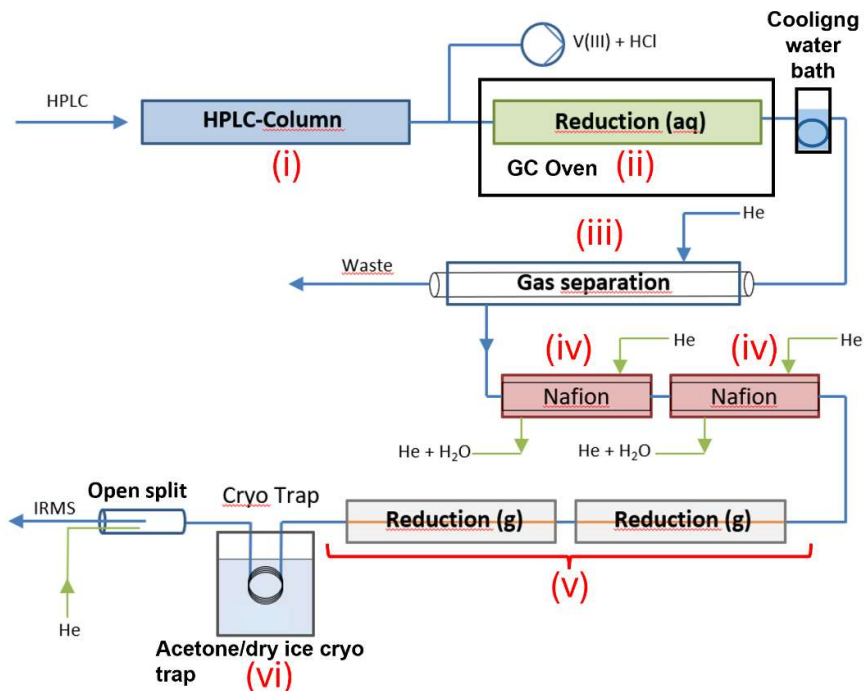 Cooligng
water
bath
V(III) + HCl
HPLC
HPLC-Column
Reduction (aq)
(i)
GC Oven
(ii)
(iii)
He
Waste
Gas separation
(iv)
He
(iv)
He
Nafion
Nafion
He + H₂O
He + H₂O
Open split
Cryo Trap
IRMS
Reduction (g)
Reduction (g)
(v)
He
Acetone/dry ice cryo
trap
(vi)